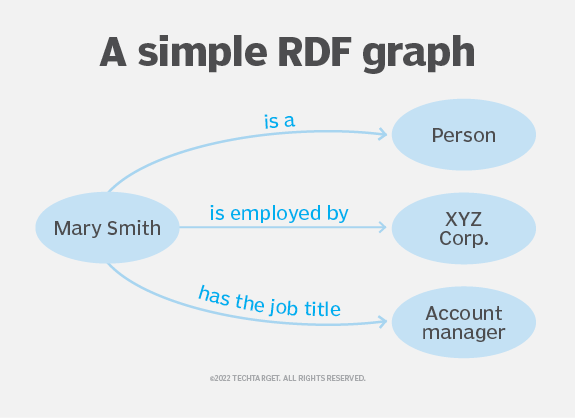 A simple RDF graph
is a
Person
Mary Smith
is employed by
XYZ
Corp.
has the job title
Account
manager
©2022 TECHTARGET. ALL RIGHTS RESERVED.